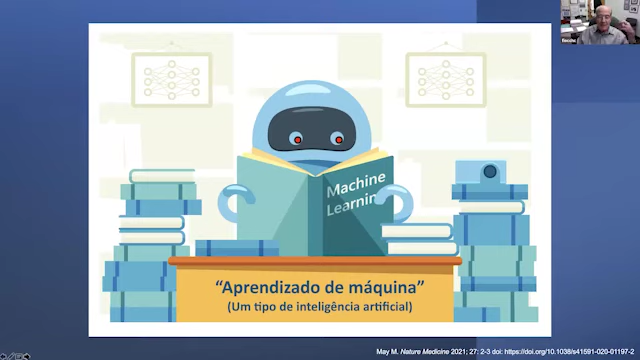 Machine
Learning
“Aprendizado de máquina”
(Um tipo de inteligência artificial)
May M. Nature Medicine 2021; 27: 2-3 doi: https://doi.org/10.1038/s41591-020-01197-2